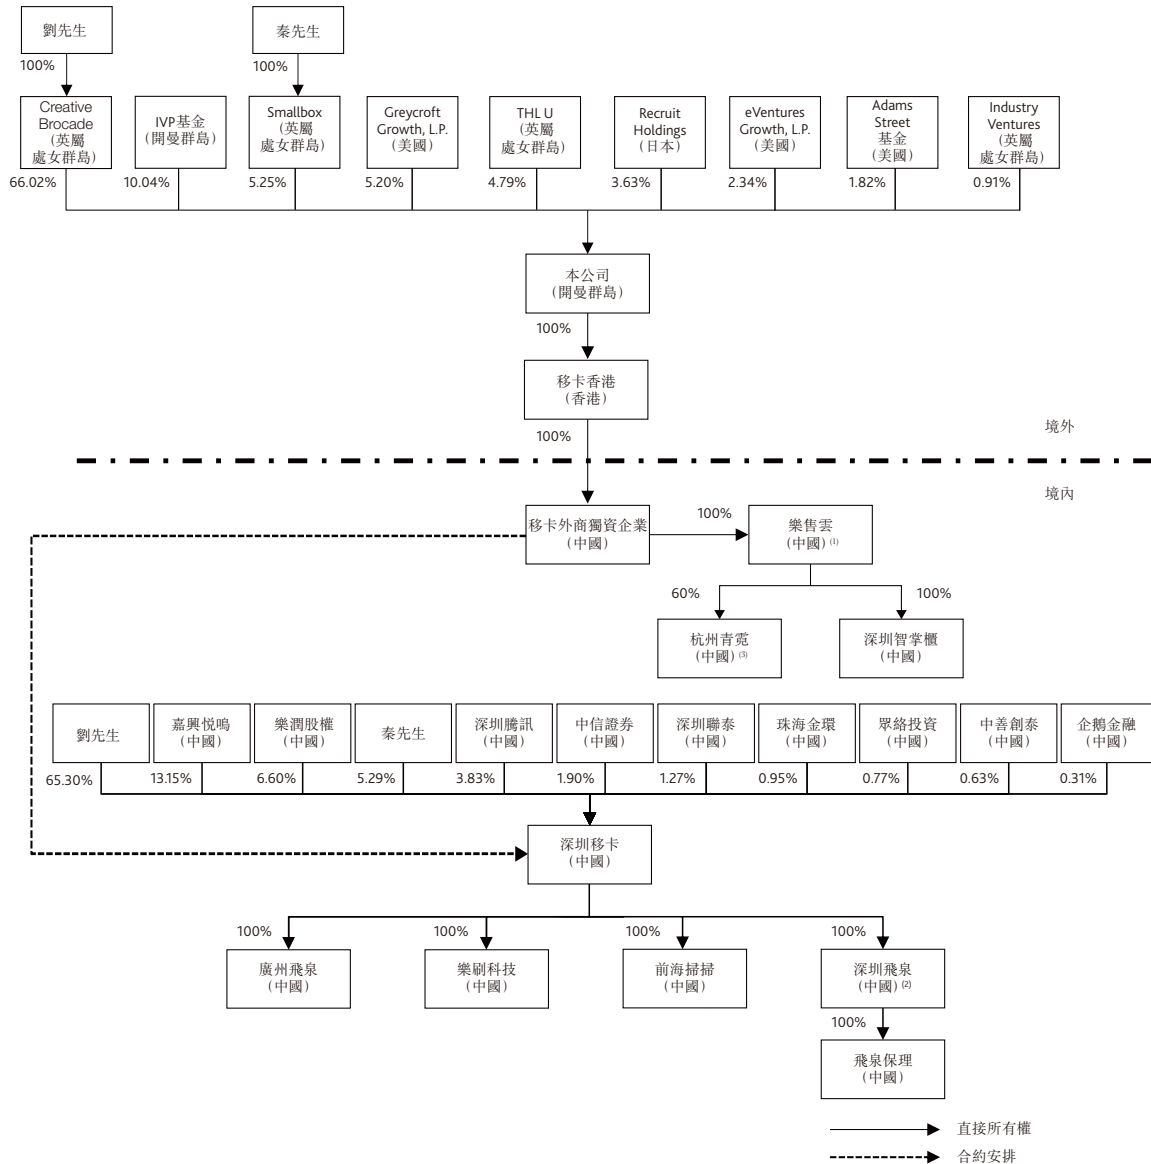 劉先生
秦先生
100%
100%
Creative
Brocade
（英屬
處女群島）
IVP基金
（開曼群島）
Smallbox
（英屬
處女群島）
Greycroft
Growth, L.P.
（美國）
THL U
（英屬
處女群島）
Recruit
Holdings
（日本）
eVentures
Growth, L.P.
（美國）
Adams
Street
基金
（美國）
Industry
Ventures
（英屬
處女群島）
66.02%
10.04%
5.25%
5.20%
4.79%
3.63%
2.34%
1.82%
0.91%
本公司
（開曼群島）
100%
移卡香港
（香港）
100%
境外
境內
移卡外商獨資企業
（中國）
100%
樂售雲
（中國）(1)
60%
100%
杭州青霓
（中國）(3)
深圳智掌櫃
（中國）
劉先生
嘉興悅鳴
（中國）
樂潤股權
（中國）
秦先生
深圳騰訊
（中國）
中信證券
（中國）
深圳聯泰
（中國）
珠海金環
（中國）
眾絡投資
（中國）
中善創泰
（中國）
企鵝金融
（中國）
65.30%
13.15%
6.60%
5.29%
3.83%
1.90%
1.27%
0.95%
0.77%
0.63%
0.31%
深圳移卡
（中國）
100%
100%
100%
100%
廣州飛泉
（中國）
樂刷科技
（中國）
前海掃掃
（中國）
深圳飛泉
（中國）(2)
100%
飛泉保理
（中國）
直接所有權
合約安排